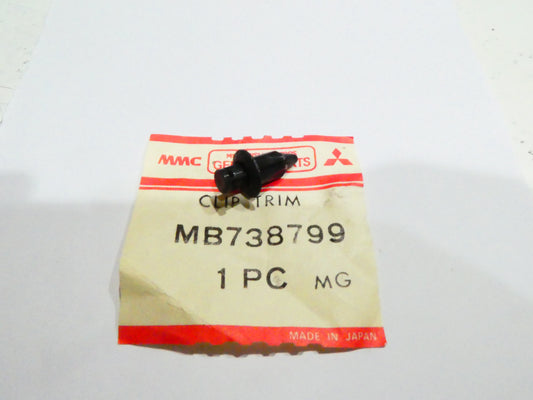 MMC
CLIP TRIM
MB738799
1 PC MG
MADE IN JAPAN